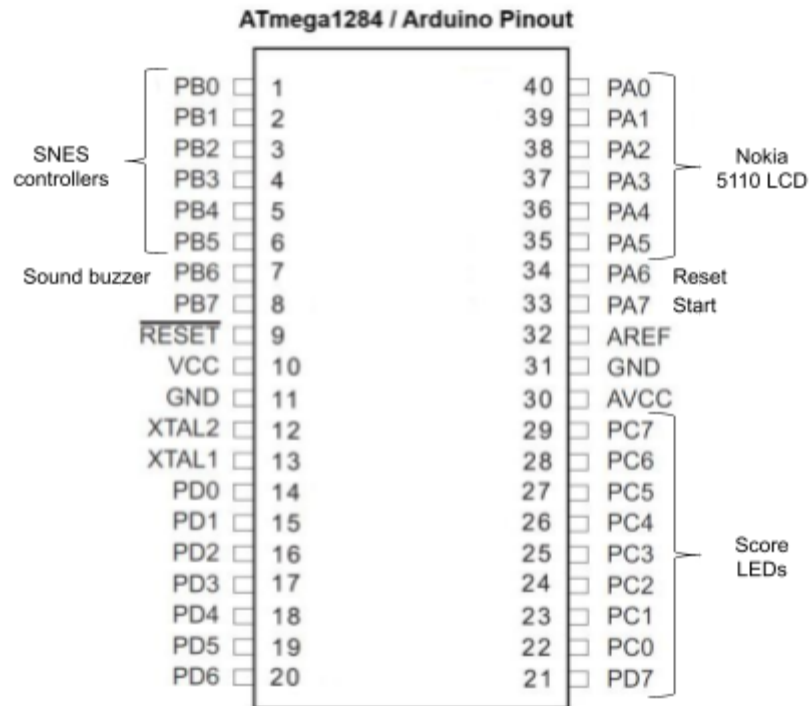 ATmega1284 / Arduino Pinout
PB0 1 40 PA0
PB1 2 39 PA1
PB2 3 38 PA2
SNES controllers
PB3 4 37 PA3
Nokia 5110 LCD
PB4 5 36 PA4
PB5 6 35 PA5
Sound buzzer PB6 7 34 PA6 Reset
PB7 8 33 PA7 Start
RESET 9 32 AREF
VCC 10 31 GND
GND 11 30 AVCC
XTAL2 12 29 PC7
XTAL1 13 28 PC6
PD0 14 27 PC5
PD1 15 26 PC4
PD2 16 25 PC3
Score LEDs
PD3 17 24 PC2
PD4 18 23 PC1
PD5 19 22 PC0
PD6 20 21 PD7